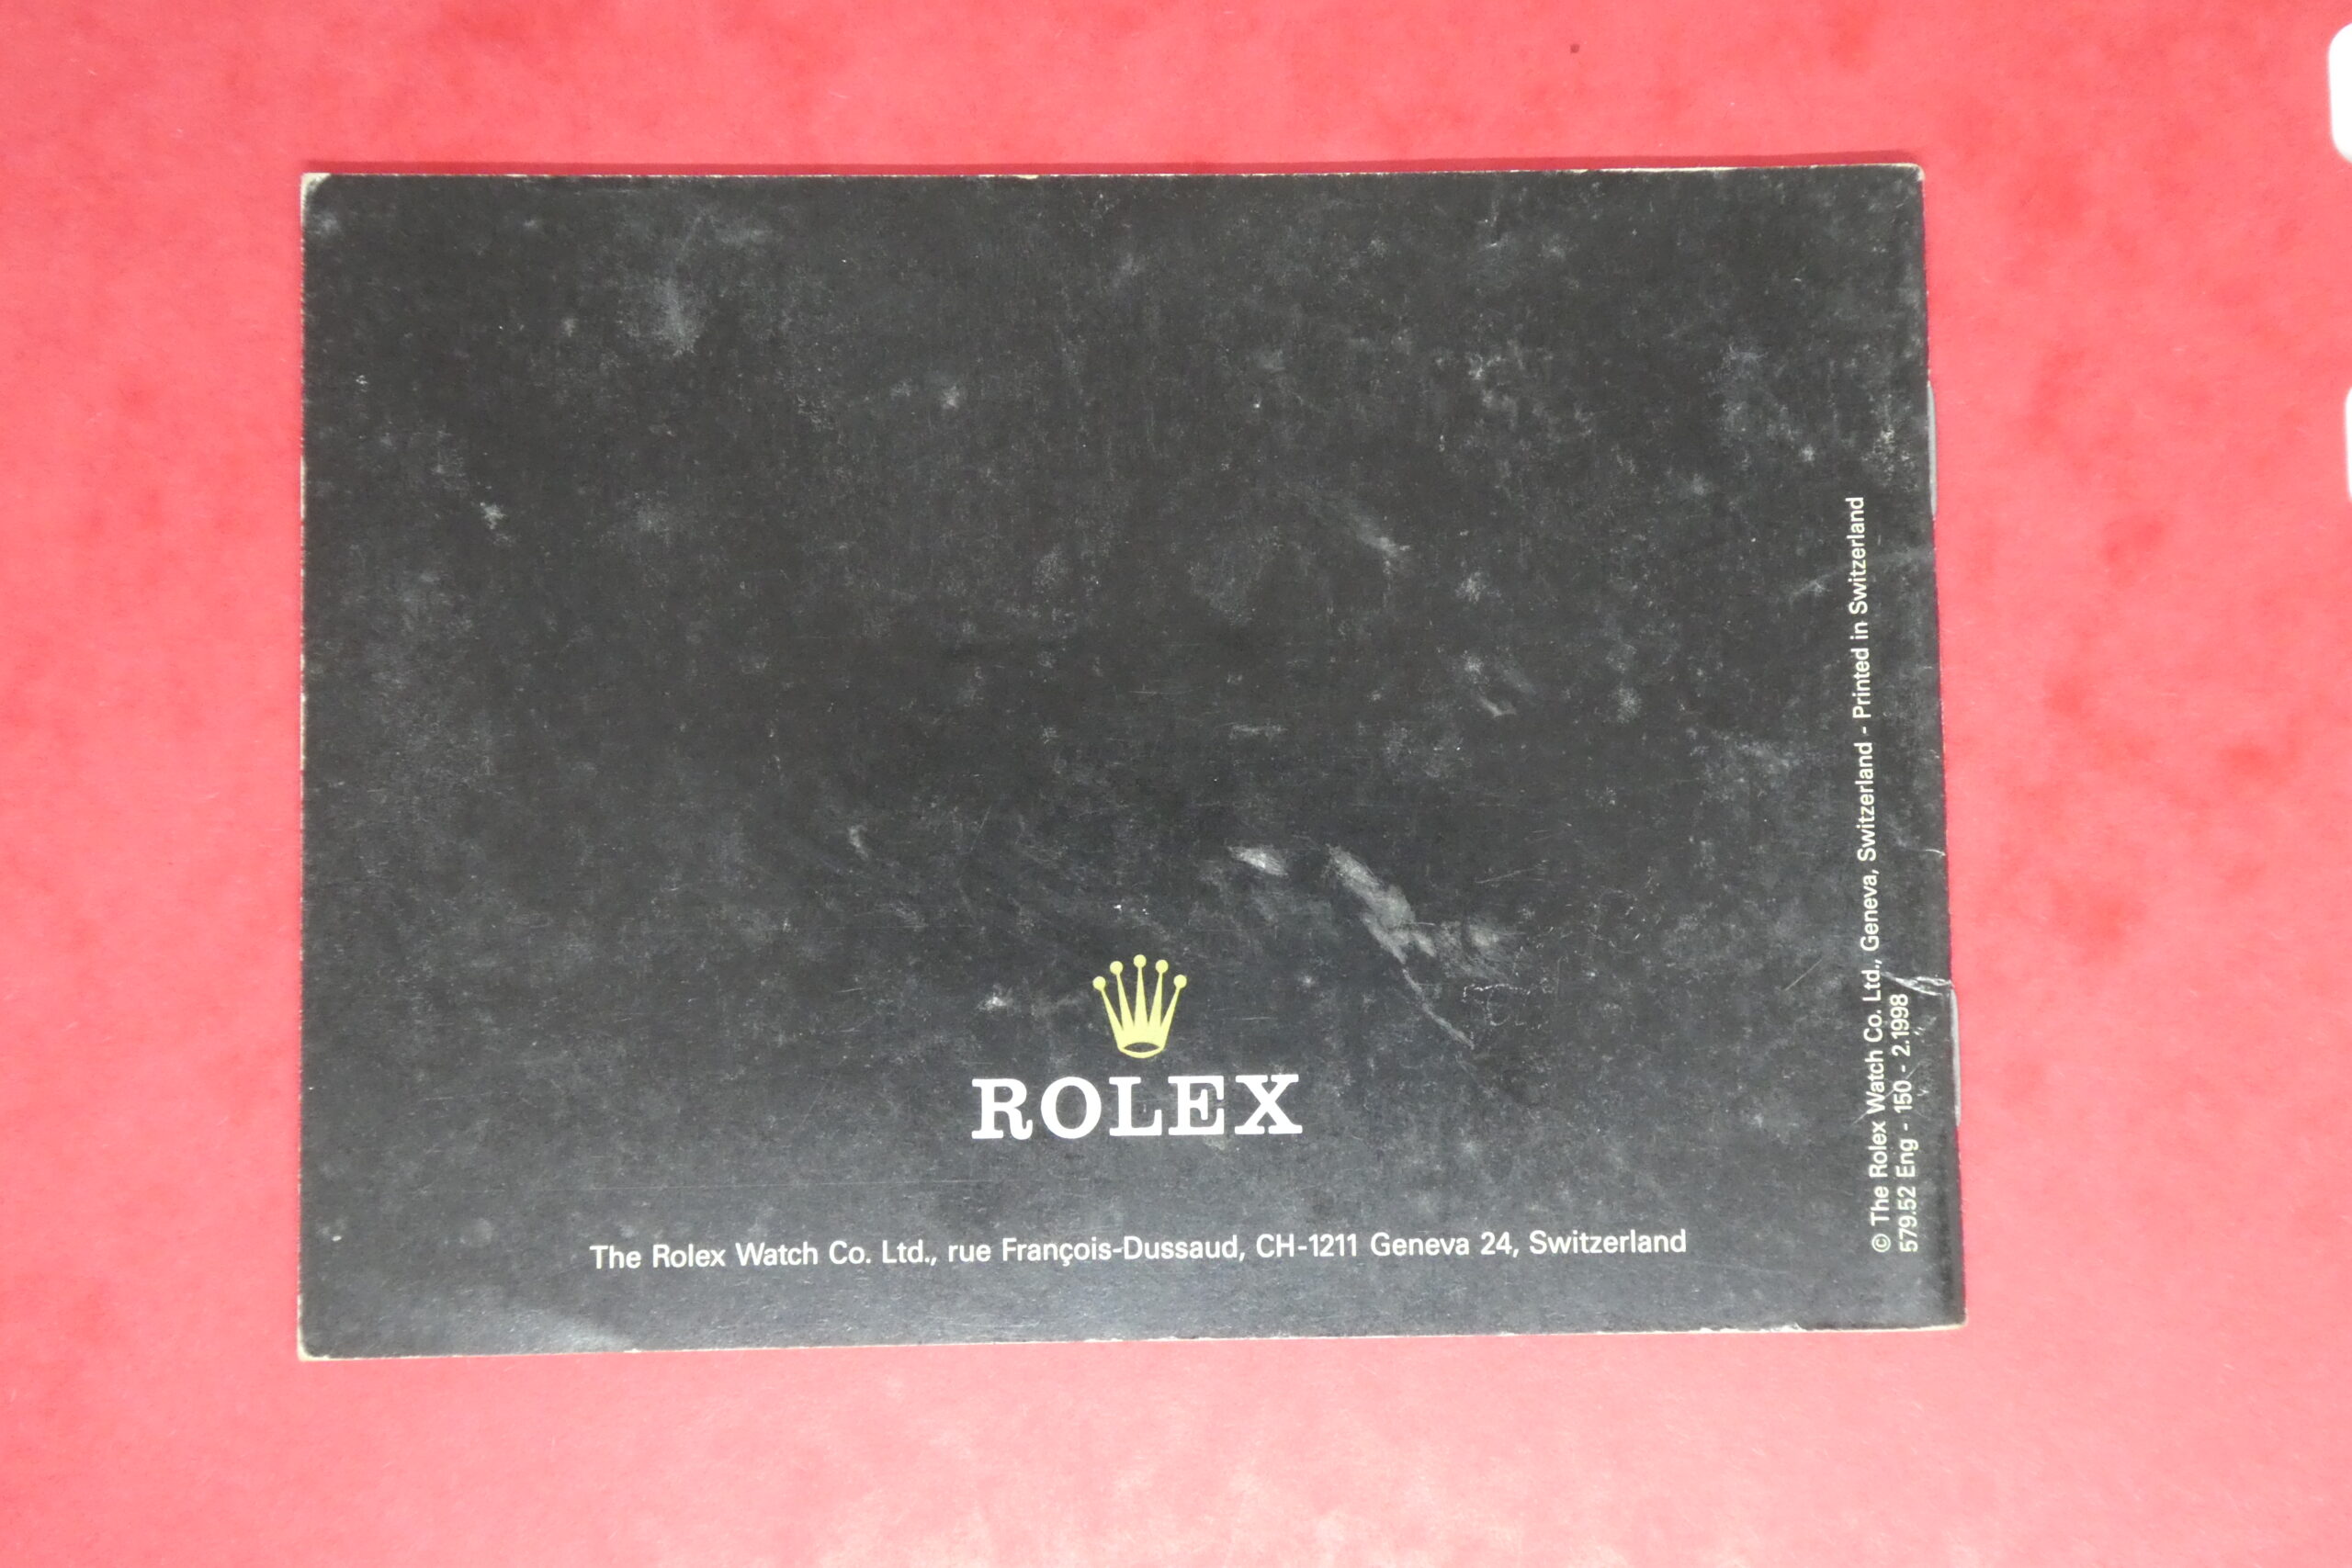 ROLEX
The Rolex Watch Co. Ltd., rue François-Dussaud, CH-1211 Geneva 24, Switzerland
© The Rolex Watch Co. Ltd., Geneva, Switzerland - Printed in Switzerland
579.52 Eng - 150 - 2.1998